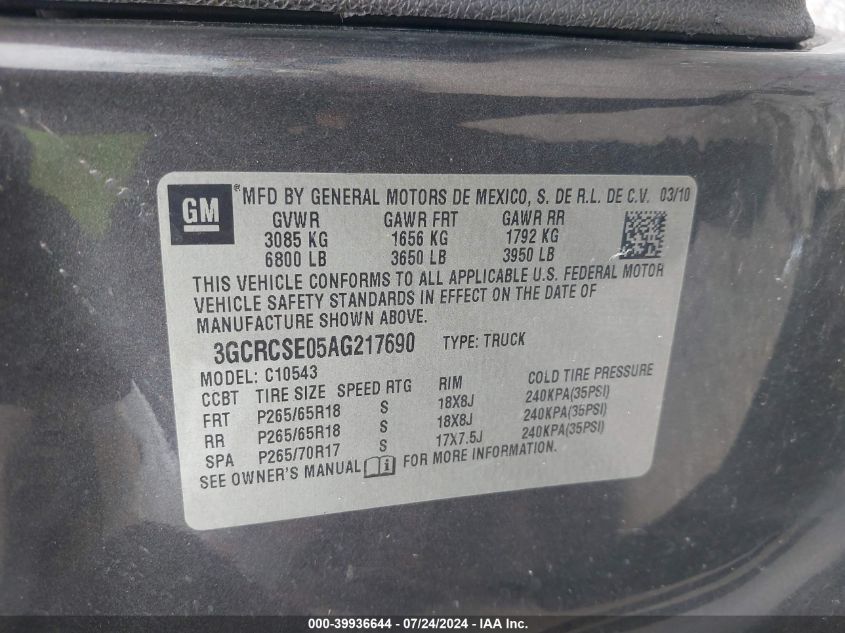 GM ® MFD BY GENERAL MOTORS DE MEXICO, S. DE R.L. DE C.V. 03/10
GVWR GAWR FRT GAWR RR
3085 KG 1656 KG 1792 KG
6800 LB 3650 LB 3950 LB
THIS VEHICLE CONFORMS TO ALL APPLICABLE U.S. FEDERAL MOTOR
VEHICLE SAFETY STANDARDS IN EFFECT ON THE DATE OF
MANUFACTURE SHOWN ABOVE.
3GCRCSE05AG217690 TYPE: TRUCK
MODEL: C10543
CCBT TIRE SIZE SPEED RTG RIM COLD TIRE PRESSURE
FRT P265/65R18 S 18X8J 240KPA(35PSI)
RR P265/65R18 S 18X8J 240KPA(35PSI)
SPA P265/70R17 S 17X7.5J 240KPA(35PSI)
SEE OWNER'S MANUAL FOR MORE INFORMATION.
000-39936644 - 07/24/2024 - IAA Inc.